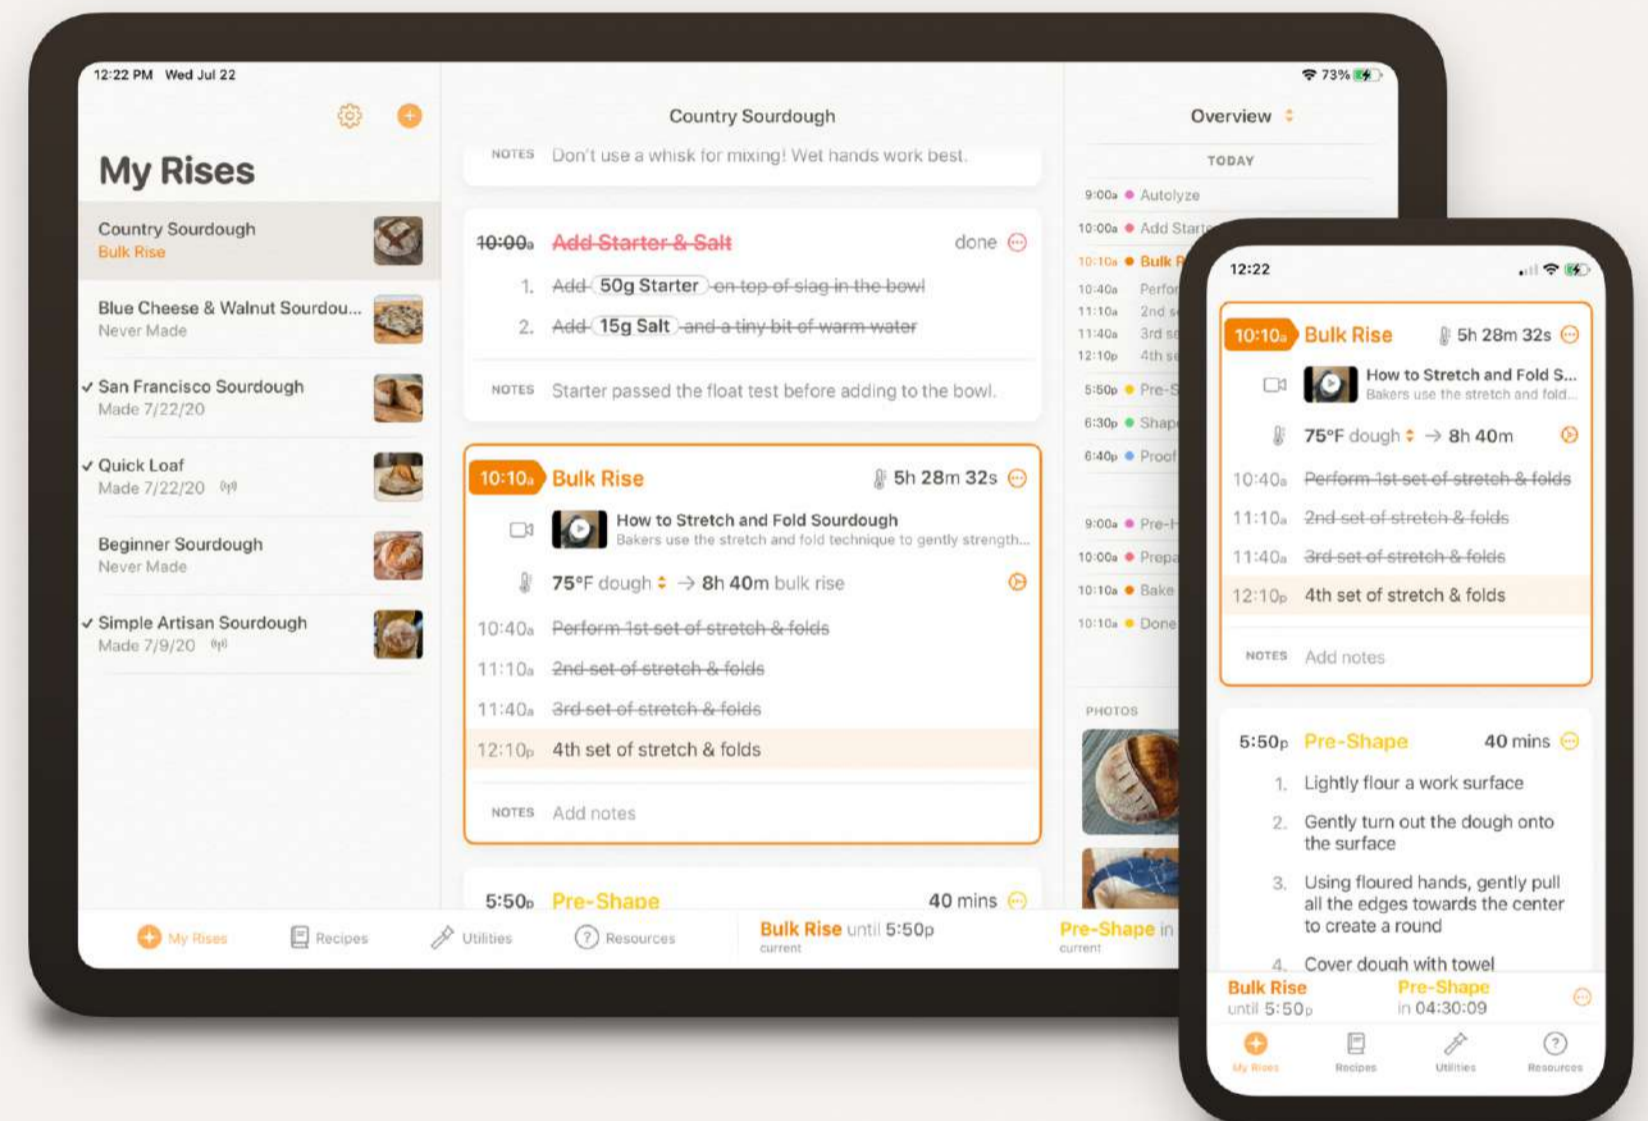 12:22 PM Wed Jul 22
73%
My Rises
Country Sourdough
Bulk Rise
Blue Cheese & Walnut Sourdou...
Never Made
✓ San Francisco Sourdough
Made 7/22/20
✓ Quick Loaf
Made 7/22/20
Beginner Sourdough
Never Made
✓ Simple Artisan Sourdough
Made 7/9/20
Country Sourdough
NOTES Don't use a whisk for mixing! Wet hands work best.
10:00a Add Starter & Salt done
1. Add 50g Starter on top of slag in the bowl
2. Add 15g Salt and a tiny bit of warm water
NOTES Starter passed the float test before adding to the bowl.
10:10a Bulk Rise 5h 28m 32s
How to Stretch and Fold Sourdough
Bakers use the stretch and fold technique to gently strength...
75°F dough → 8h 40m bulk rise
10:40a Perform 1st set of stretch & folds
11:10a 2nd set of stretch & folds
11:40a 3rd set of stretch & folds
12:10p 4th set of stretch & folds
NOTES Add notes
5:50p Pre-Shape 40 mins
Overview
TODAY
9:00a Autolyze
10:00a Add Starte
10:10a Bulk R
10:40a Perfor
11:10a 2nd s
11:40a 3rd se
12:10p 4th se
5:50p Pre-S
6:30p Shap
6:40p Proof
9:00a Pre-H
10:00a Prepa
10:10a Bake
10:10a Done
PHOTOS
My Rises Recipes Utilities Resources
Bulk Rise until 5:50p
current
Pre-Shape in
current
12:22
10:10a Bulk Rise 5h 28m 32s
How to Stretch and Fold S...
Bakers use the stretch and fold...
75°F dough → 8h 40m
10:40a Perform 1st set of stretch & folds
11:10a 2nd set of stretch & folds
11:40a 3rd set of stretch & folds
12:10p 4th set of stretch & folds
NOTES Add notes
5:50p Pre-Shape 40 mins
1. Lightly flour a work surface
2. Gently turn out the dough onto
the surface
3. Using floured hands, gently pull
all the edges towards the center
to create a round
4. Cover dough with towel
Bulk Rise
until 5:50p
Pre-Shape
in 04:30:09
My Rises Recipes Utilities Resources